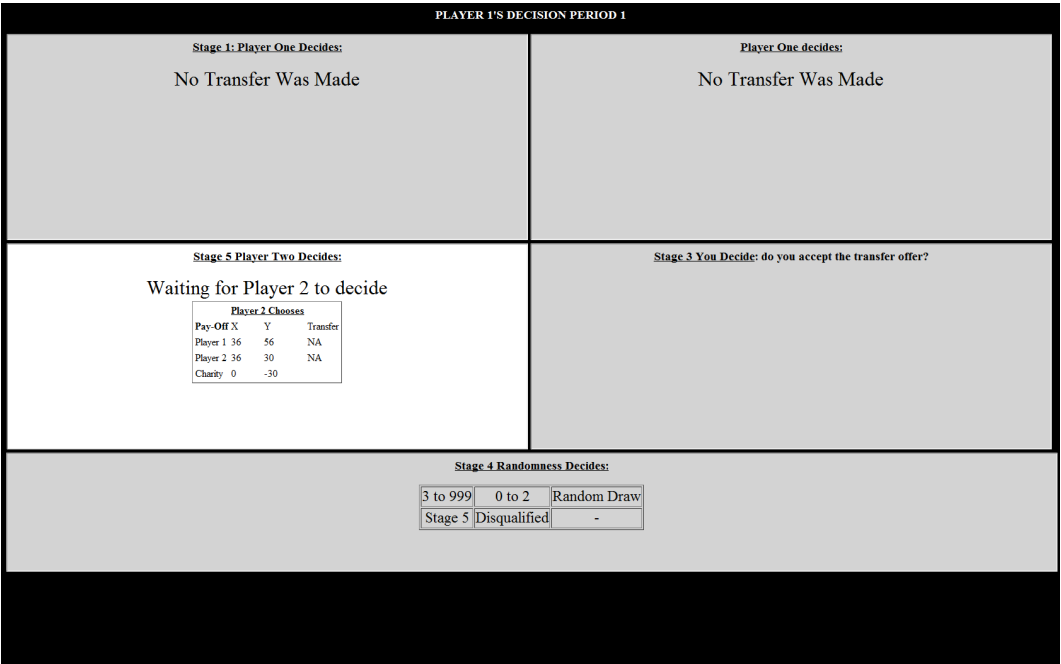 PLAYER 1'S DECISION PERIOD 1
Stage 1: Player One Decides:
No Transfer Was Made
Player One decides:
No Transfer Was Made
Stage 5 Player Two Decides:
Waiting for Player 2 to decide
Player 2 Chooses
Pay-Off X Y Transfer
Player 1 36 56 NA
Player 2 36 30 NA
Charity 0 -30
Stage 3 You Decide: do you accept the transfer offer?
Stage 4 Randomness Decides:
3 to 999 0 to 2 Random Draw
Stage 5 Disqualified -